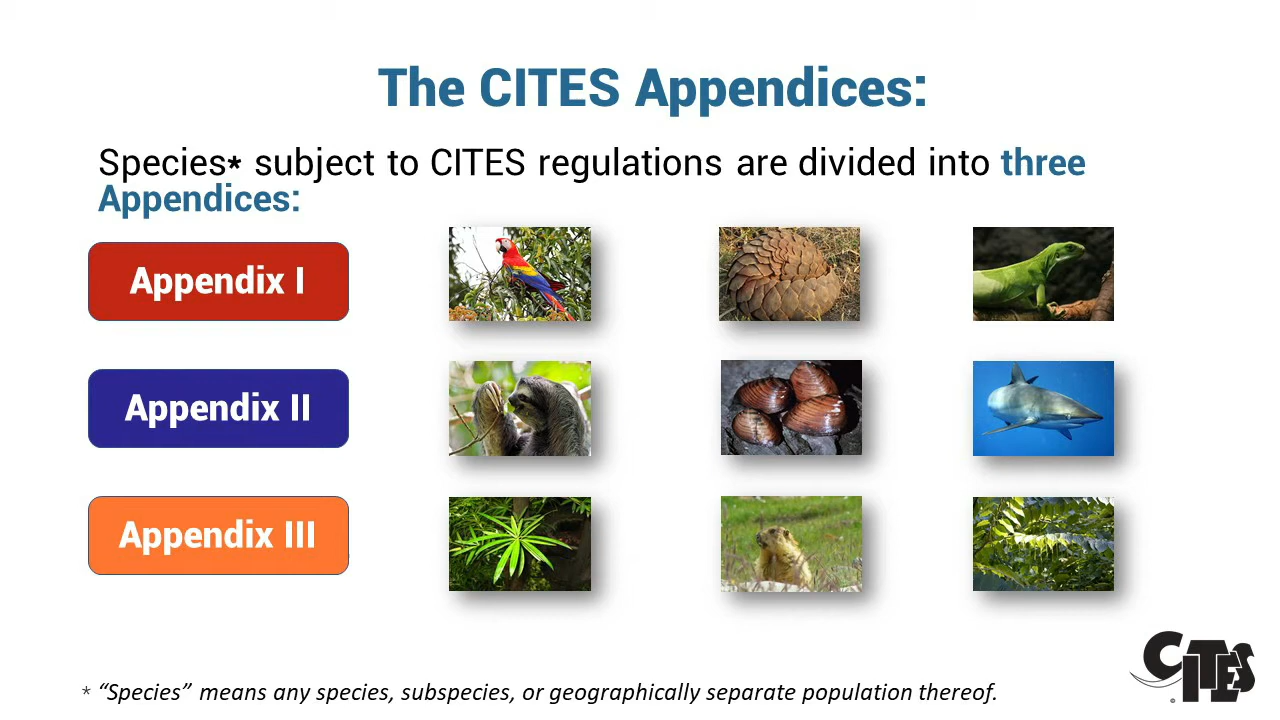 The CITES Appendices:
Species* subject to CITES regulations are divided into three
Appendices:
Appendix I
Appendix II
Appendix III
* “Species” means any species, subspecies, or geographically separate population thereof.
CITES
®